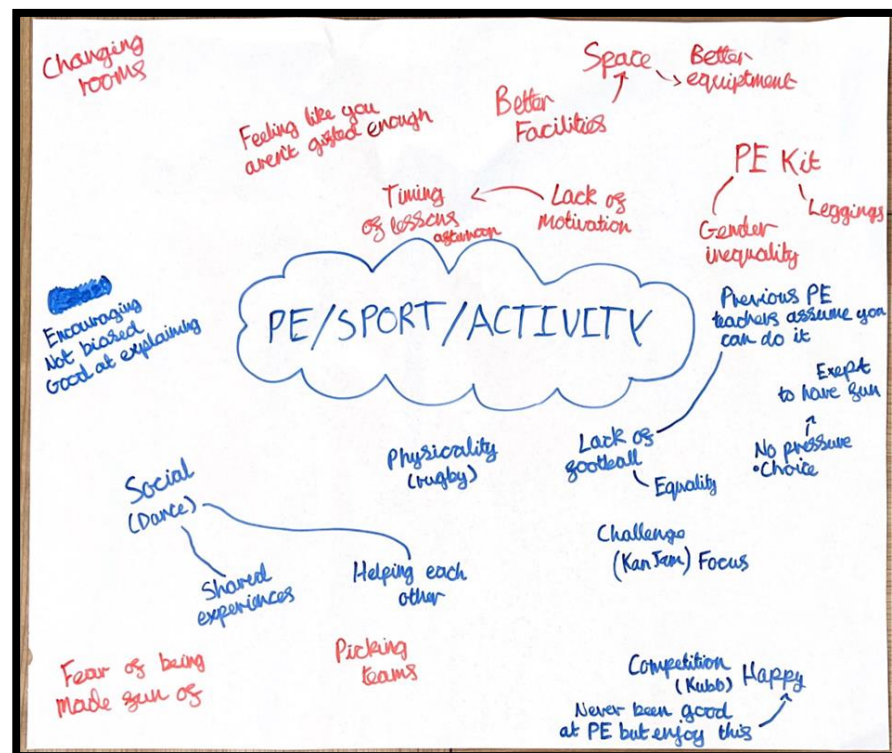 Changing
rooms
Feeling like you
aren't gifted enough
Better
Facilities
Space
Better
equiptment
PE Kit
Gender
inequality
Leggings
Timing
of lessons
afternoon
Lack of
Motivation
PE/SPORT/ACTIVITY
Encouraging
Not biased
Good at explaining
Previous PE
teachers assume you
can do it
Exept
to have fun
No pressure
•Choice
Lack of
football
Equality
Physicality
(rugby)
Social
(Dance)
Shared
experiences
Helping each
other
Challenge
(KanJam) Focus
Fear of being
made fun of
Picking
teams
Competition
(Kubb) Happy
Never been good
at PE but enjoy this